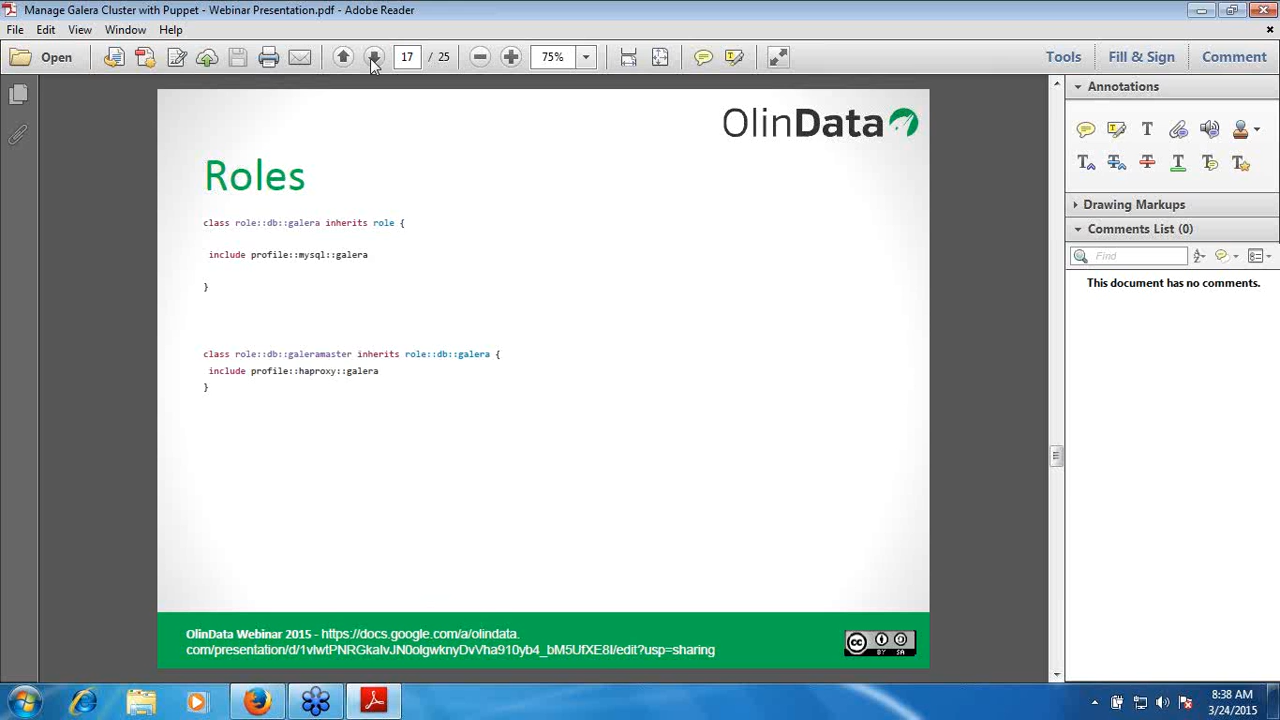 Manage Galera Cluster with Puppet - Webinar Presentation.pdf - Adobe Reader
File Edit View Window Help
Open 17 / 25 75% Tools Fill & Sign Comment
OlinData
Roles
class role::db::galera inherits role {
include profile::mysql::galera
}
class role::db::galeramaster inherits role::db::galera {
include profile::haproxy::galera
}
OlinData Webinar 2015 - https://docs.google.com/a/olindata.
com/presentation/d/1vlwtPNRGkaIvJN0olgwknyDvVha910yb4_bM5UfXE8I/edit?usp=sharing
cc BY SA
Annotations
Drawing Markups
Comments List (0)
Find
This document has no comments.
8:38 AM
3/24/2015